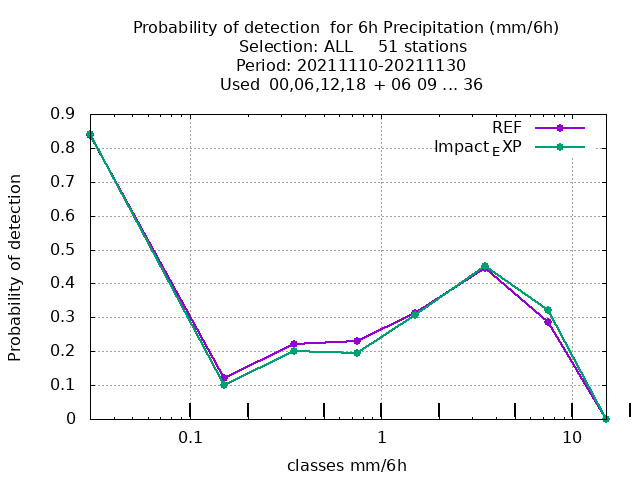 Probability of detection  for 6h Precipitation (mm/6h)
Selection: ALL     51 stations
Period: 20211110-20211130
Used  00,06,12,18  + 06 09 ... 36
0.9
0.8
0.7
0.6
0.5
0.4
0.3
0.2
0.1
0
Probability of detection
REF
Impact_EXP
0.1
1
10
classes mm/6h